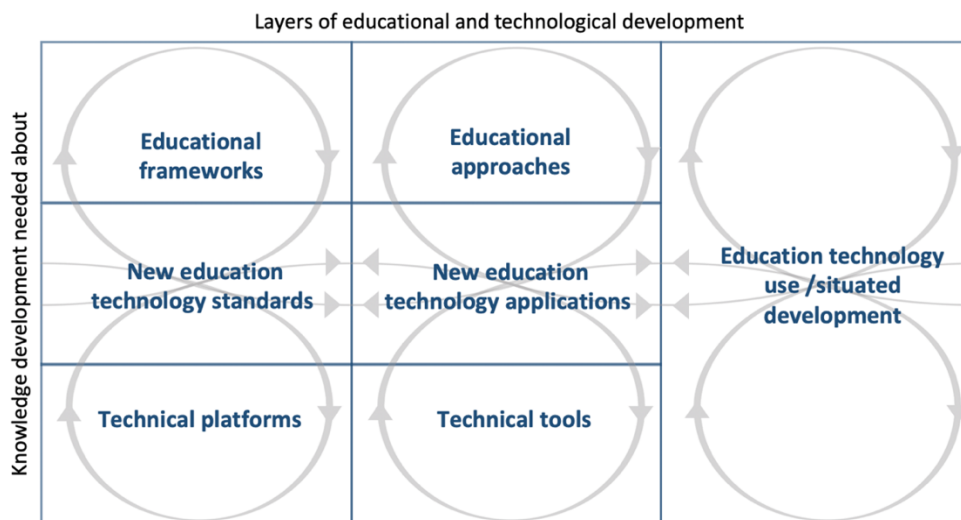 Layers of educational and technological development
Knowledge development needed about
Educational
frameworks
Educational
approaches
New education
technology standards
New education
technology applications
Education technology
use /situated
development
Technical platforms
Technical tools